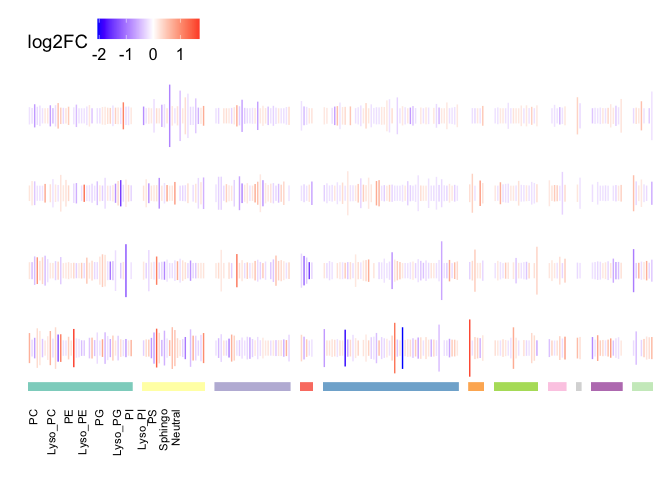 log2FC
-2 -1 0 1
PC
Lyso_PC
PE
Lyso_PE
PG
Lyso_PG
PI
Lyso_PI
PS
Sphingo
Neutral